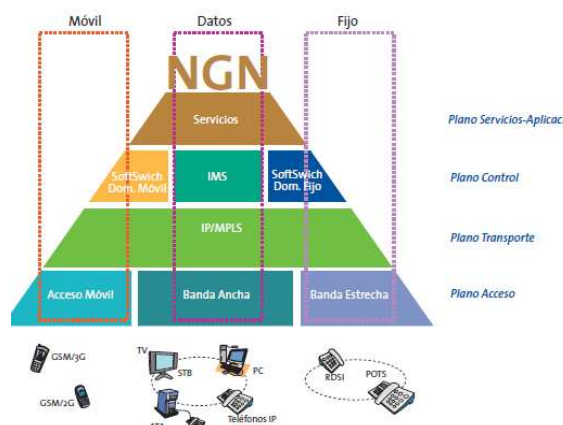 Móvil
Datos
Fijo
NGN
Servicios
Plano Servicios-Aplicac
SoftSwich
Dom. Móvil
IMS
SoftSwich
Dom. Fijo
Plano Control
IP/MPLS
Plano Transporte
Acceso Móvil
Banda Ancha
Banda Estrecha
Plano Acceso
GSM/3G
TV
STB
PC
RDSI
POTS
GSM/2G
Teléfonos IP